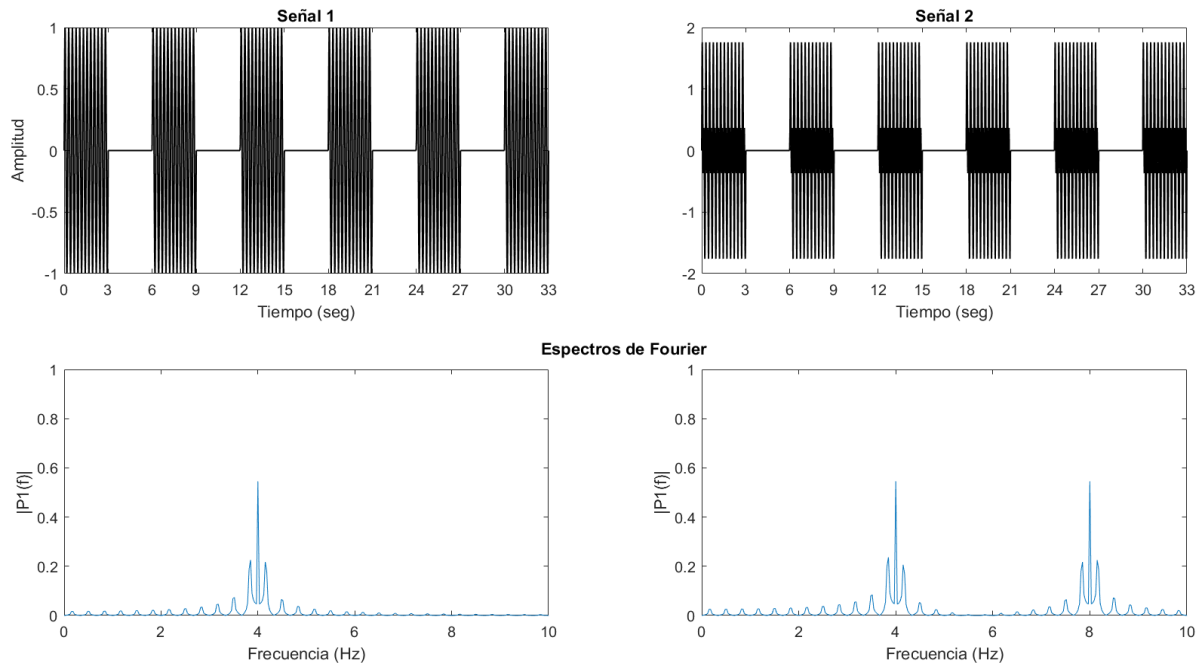 Señal 1
1
0.5
0
-0.5
-1
Amplitud
0 3 6 9 12 15 18 21 24 27 30 33
Tiempo (seg)
Señal 2
2
1
0
-1
-2
0 3 6 9 12 15 18 21 24 27 30 33
Tiempo (seg)
Espectros de Fourier
1
0.8
0.6
0.4
0.2
0
|P1(f)|
0 2 4 6 8 10
Frecuencia (Hz)
1
0.8
0.6
0.4
0.2
0
|P1(f)|
0 2 4 6 8 10
Frecuencia (Hz)